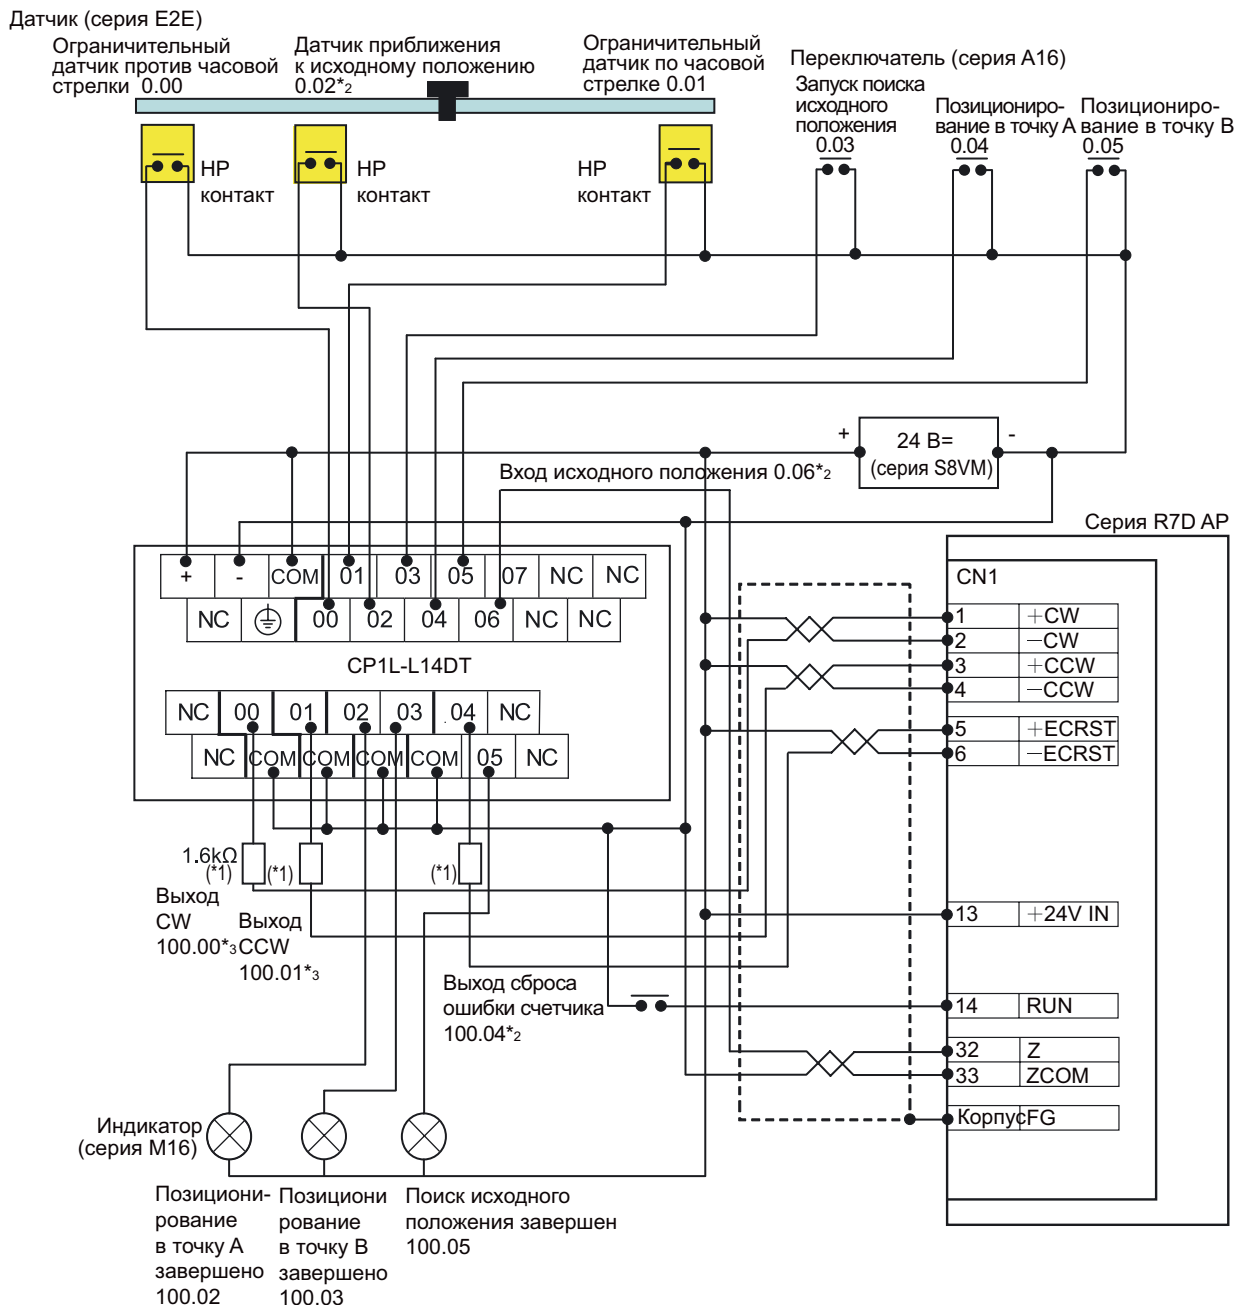 Датчик (серия E2E)
Ограничительный
датчик против часовой
стрелки 0.00
Датчик приближения
к исходному положению
0.02*2
Ограничительный
датчик по часовой
стрелке 0.01
Переключатель (серия A16)
Запуск поиска
исходного
положения
0.03
Позициониро-
вание в точку A
0.04
Позициониро-
вание в точку B
0.05
НР
контакт
НР
контакт
НР
контакт
+
24 В=
(серия S8VM)
-
Вход исходного положения 0.06*2
Серия R7D AP
+ - COM 01 03 05 07 NC NC
NC 00 02 04 06 NC NC
CP1L-L14DT
NC 00 01 02 03 04 NC
NC COM COM COM COM 05 NC
CN1
1 +CW
2 −CW
3 +CCW
4 −CCW
5 +ECRST
6 −ECRST
13 +24V IN
14 RUN
32 Z
33 ZCOM
Корпус FG
1.6kΩ
(*1)
(*1)
(*1)
Выход
CW
100.00*3
Выход
CCW
100.01*3
Выход сброса
ошибки счетчика
100.04*2
Индикатор
(серия M16)
Позициони-
рование
в точку A
завершено
100.02
Позициони
рование
в точку B
завершено
100.03
Поиск исходного
положения завершен
100.05